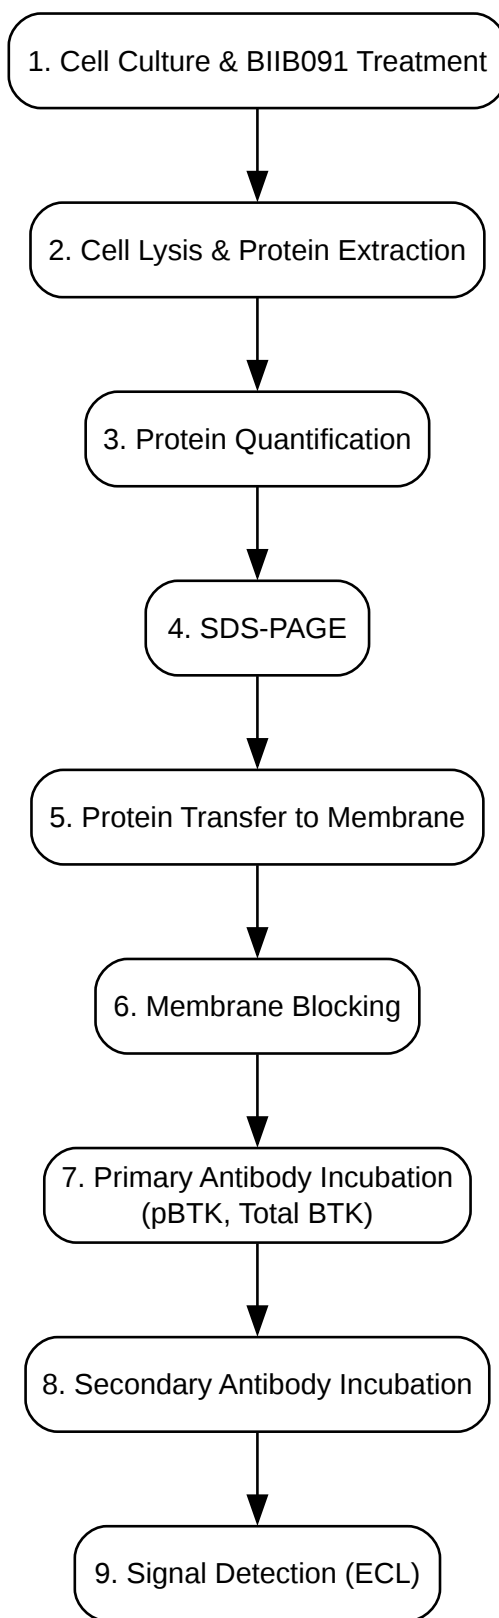 1. Cell Culture & BIIB091 Treatment
2. Cell Lysis & Protein Extraction
3. Protein Quantification
4. SDS-PAGE
5. Protein Transfer to Membrane
6. Membrane Blocking
7. Primary Antibody Incubation
(pBTK, Total BTK)
8. Secondary Antibody Incubation
9. Signal Detection (ECL)